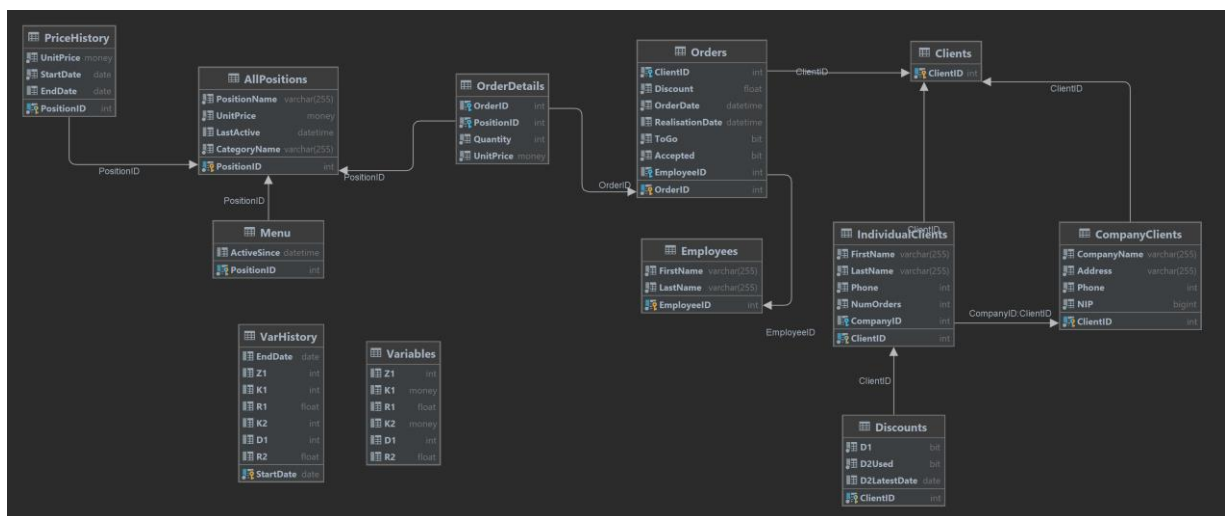 PriceHistory
UnitPrice money
StartDate date
EndDate date
PositionID int
AllPositions
PositionName varchar(255)
UnitPrice money
LastActive datetime
CategoryName varchar(255)
PositionID int
OrderDetails
OrderID int
PositionID int
Quantity int
UnitPrice money
Orders
ClientID int
Discount float
OrderDate datetime
RealisationDate datetime
ToGo bit
Accepted bit
EmployeeID int
OrderID int
Clients
ClientID int
ClientID
ClientID
PositionID
PositionID
OrderID
PositionID
Menu
ActiveSince datetime
PositionID int
Employees
FirstName varchar(255)
LastName varchar(255)
EmployeeID int
EmployeeID
IndividualClients
ClientID
FirstName varchar(255)
LastName varchar(255)
Phone int
NumOrders int
CompanyID int
ClientID int
CompanyID:ClientID
CompanyClients
CompanyName varchar(255)
Address varchar(255)
Phone int
NIP bigint
ClientID int
VarHistory
EndDate date
Z1 int
K1 int
R1 float
K2 int
D1 int
R2 float
StartDate date
Variables
Z1 int
K1 money
R1 float
K2 money
D1 int
R2 float
ClientID
Discounts
D1 bit
D2Used bit
D2LatestDate date
ClientID int